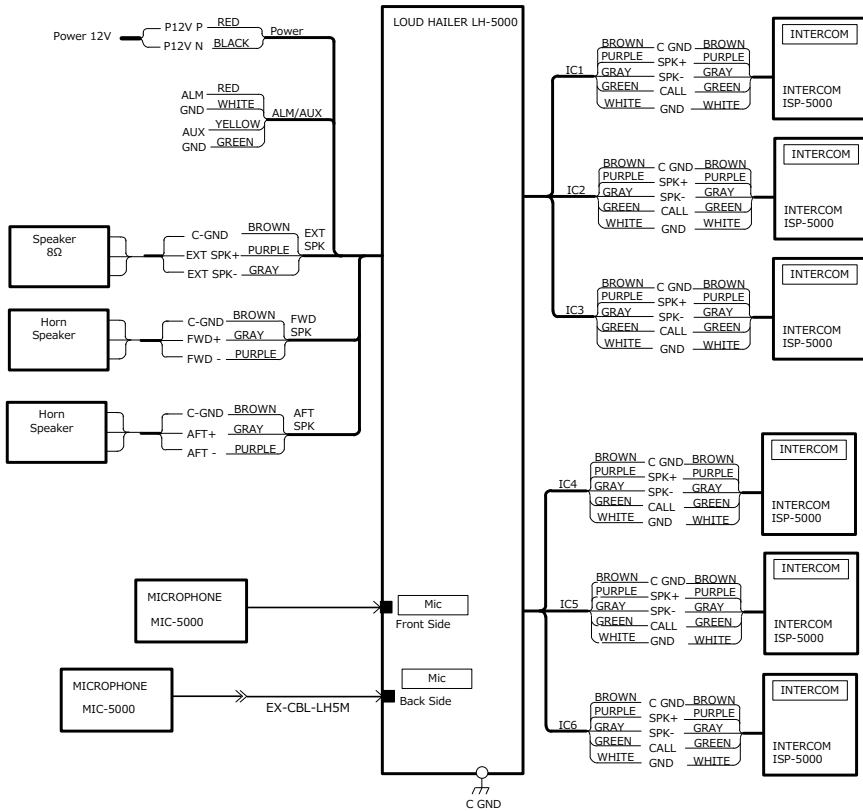 LOUD HAILER LH-5000
Power 12V
P12V P RED
P12V N BLACK
Power
ALM RED
GND WHITE
AUX YELLOW
GND GREEN
ALM/AUX
Speaker
8Ω
C-GND BROWN
EXT SPK+ PURPLE
EXT SPK- GRAY
EXT
SPK
Horn
Speaker
C-GND BROWN
FWD+ GRAY
FWD - PURPLE
FWD
SPK
Horn
Speaker
C-GND BROWN
AFT+ GRAY
AFT - PURPLE
AFT
SPK
MICROPHONE
MIC-5000
Mic
Front Side
MICROPHONE
MIC-5000
EX-CBL-LH5M
Mic
Back Side
C GND
IC1
BROWN C GND BROWN
PURPLE SPK+ PURPLE
GRAY SPK- GRAY
GREEN CALL GREEN
WHITE GND WHITE
INTERCOM
INTERCOM
ISP-5000
IC2
BROWN C GND BROWN
PURPLE SPK+ PURPLE
GRAY SPK- GRAY
GREEN CALL GREEN
WHITE GND WHITE
INTERCOM
INTERCOM
ISP-5000
IC3
BROWN C GND BROWN
PURPLE SPK+ PURPLE
GRAY SPK- GRAY
GREEN CALL GREEN
WHITE GND WHITE
INTERCOM
INTERCOM
ISP-5000
IC4
BROWN C GND BROWN
PURPLE SPK+ PURPLE
GRAY SPK- GRAY
GREEN CALL GREEN
WHITE GND WHITE
INTERCOM
INTERCOM
ISP-5000
IC5
BROWN C GND BROWN
PURPLE SPK+ PURPLE
GRAY SPK- GRAY
GREEN CALL GREEN
WHITE GND WHITE
INTERCOM
INTERCOM
ISP-5000
IC6
BROWN C GND BROWN
PURPLE SPK+ PURPLE
GRAY SPK- GRAY
GREEN CALL GREEN
WHITE GND WHITE
INTERCOM
INTERCOM
ISP-5000